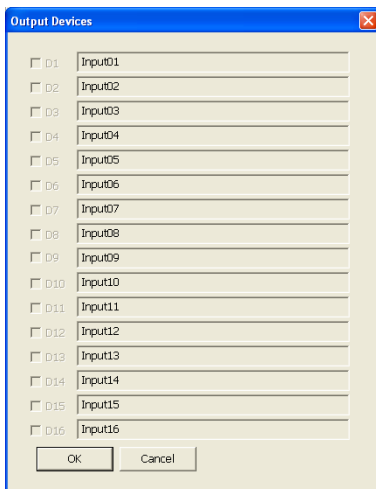 Output Devices
D1 Input01
D2 Input02
D3 Input03
D4 Input04
D5 Input05
D6 Input06
D7 Input07
D8 Input08
D9 Input09
D10 Input10
D11 Input11
D12 Input12
D13 Input13
D14 Input14
D15 Input15
D16 Input16
OK Cancel